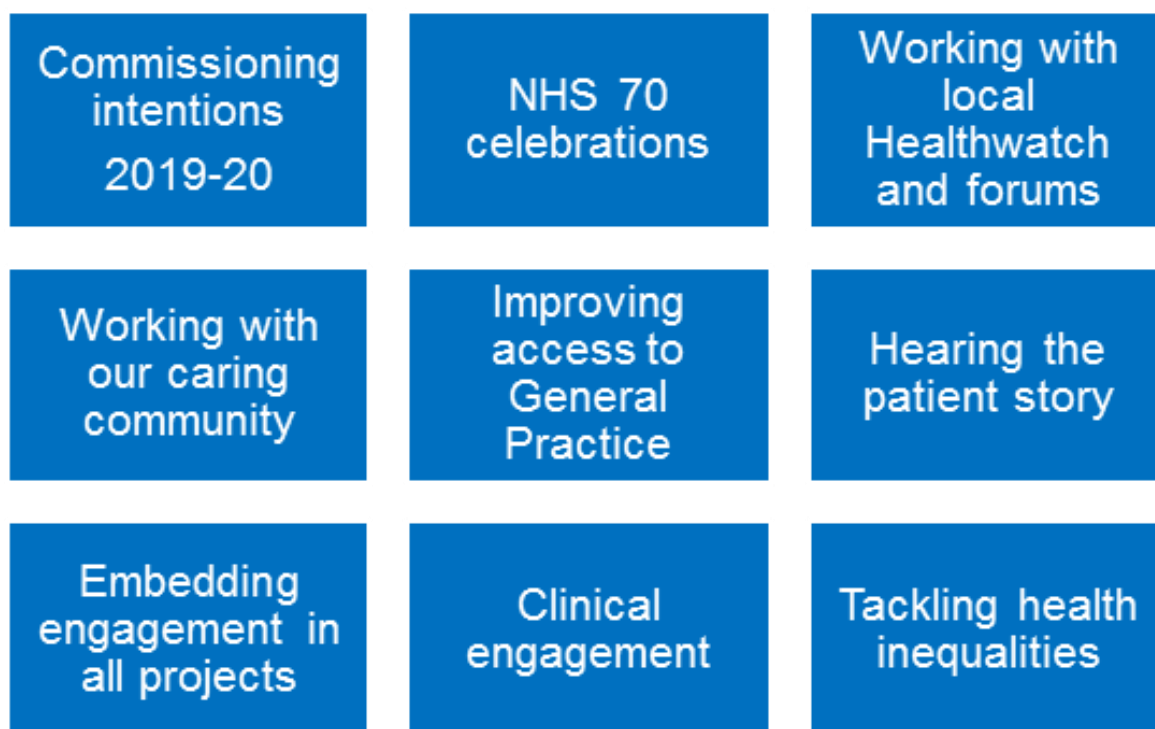 Commissioning
intentions
2019-20
NHS 70
celebrations
Working with
local
Healthwatch
and forums
Working with
our caring
community
Improving
access to
General
Practice
Hearing the
patient story
Embedding
engagement in
all projects
Clinical
engagement
Tackling health
inequalities